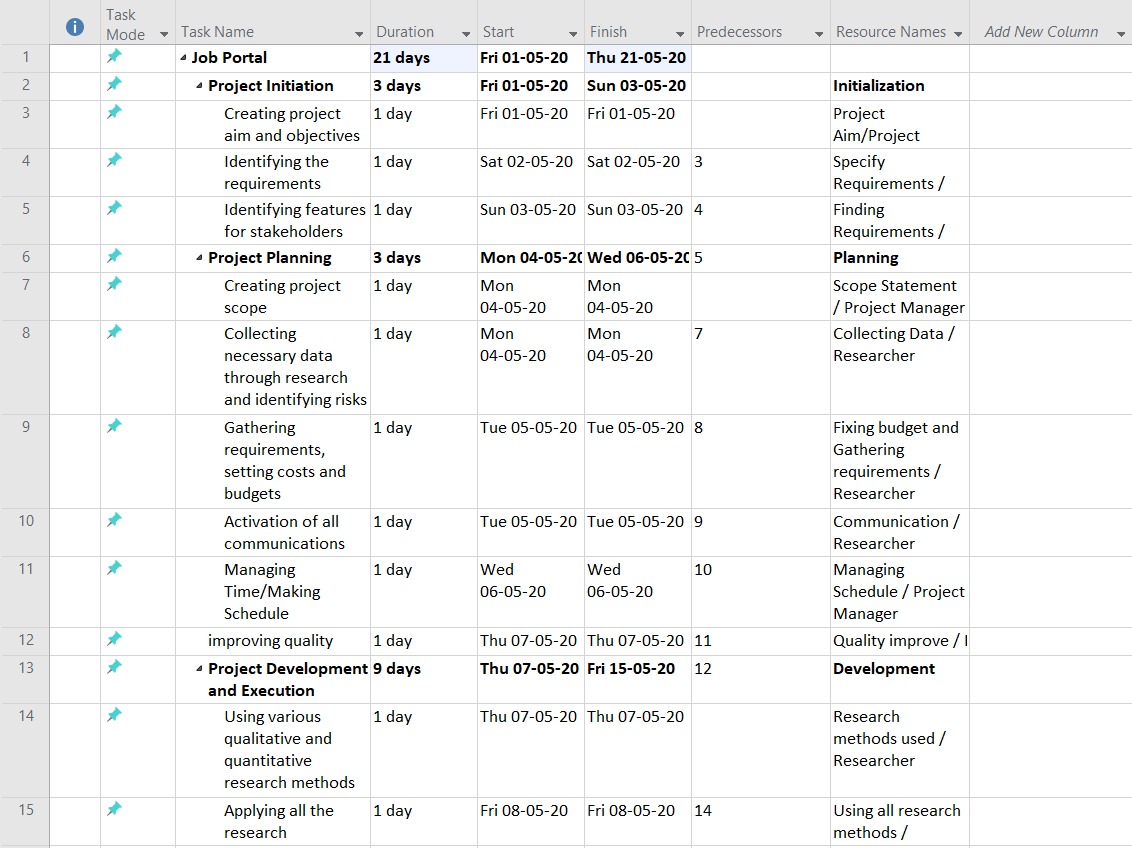 i Task Mode Task Name Duration Start Finish Predecessors Resource Names Add New Column
1 Job Portal 21 days Fri 01-05-20 Thu 21-05-20
2 Project Initiation 3 days Fri 01-05-20 Sun 03-05-20 Initialization
3 Creating project 1 day Fri 01-05-20 Fri 01-05-20 Project
aim and objectives Aim/Project
4 Identifying the 1 day Sat 02-05-20 Sat 02-05-20 3 Specify
requirements Requirements /
5 Identifying features 1 day Sun 03-05-20 Sun 03-05-20 4 Finding
for stakeholders Requirements /
6 Project Planning 3 days Mon 04-05-20 Wed 06-05-20 5 Planning
7 Creating project 1 day Mon Mon Scope Statement
scope 04-05-20 04-05-20 / Project Manager
8 Collecting 1 day Mon Mon 7 Collecting Data /
necessary data 04-05-20 04-05-20 Researcher
through research
and identifying risks
9 Gathering 1 day Tue 05-05-20 Tue 05-05-20 8 Fixing budget and
requirements, Gathering
setting costs and requirements /
budgets Researcher
10 Activation of all 1 day Tue 05-05-20 Tue 05-05-20 9 Communication /
communications Researcher
11 Managing 1 day Wed Wed 10 Managing
Time/Making 06-05-20 06-05-20 Schedule / Project
Schedule Manager
12 improving quality 1 day Thu 07-05-20 Thu 07-05-20 11 Quality improve /
13 Project Development 9 days Thu 07-05-20 Fri 15-05-20 12 Development
and Execution
14 Using various 1 day Thu 07-05-20 Thu 07-05-20 Research
qualitative and methods used /
quantitative Researcher
research methods
15 Applying all the 1 day Fri 08-05-20 Fri 08-05-20 14 Using all research
research methods /